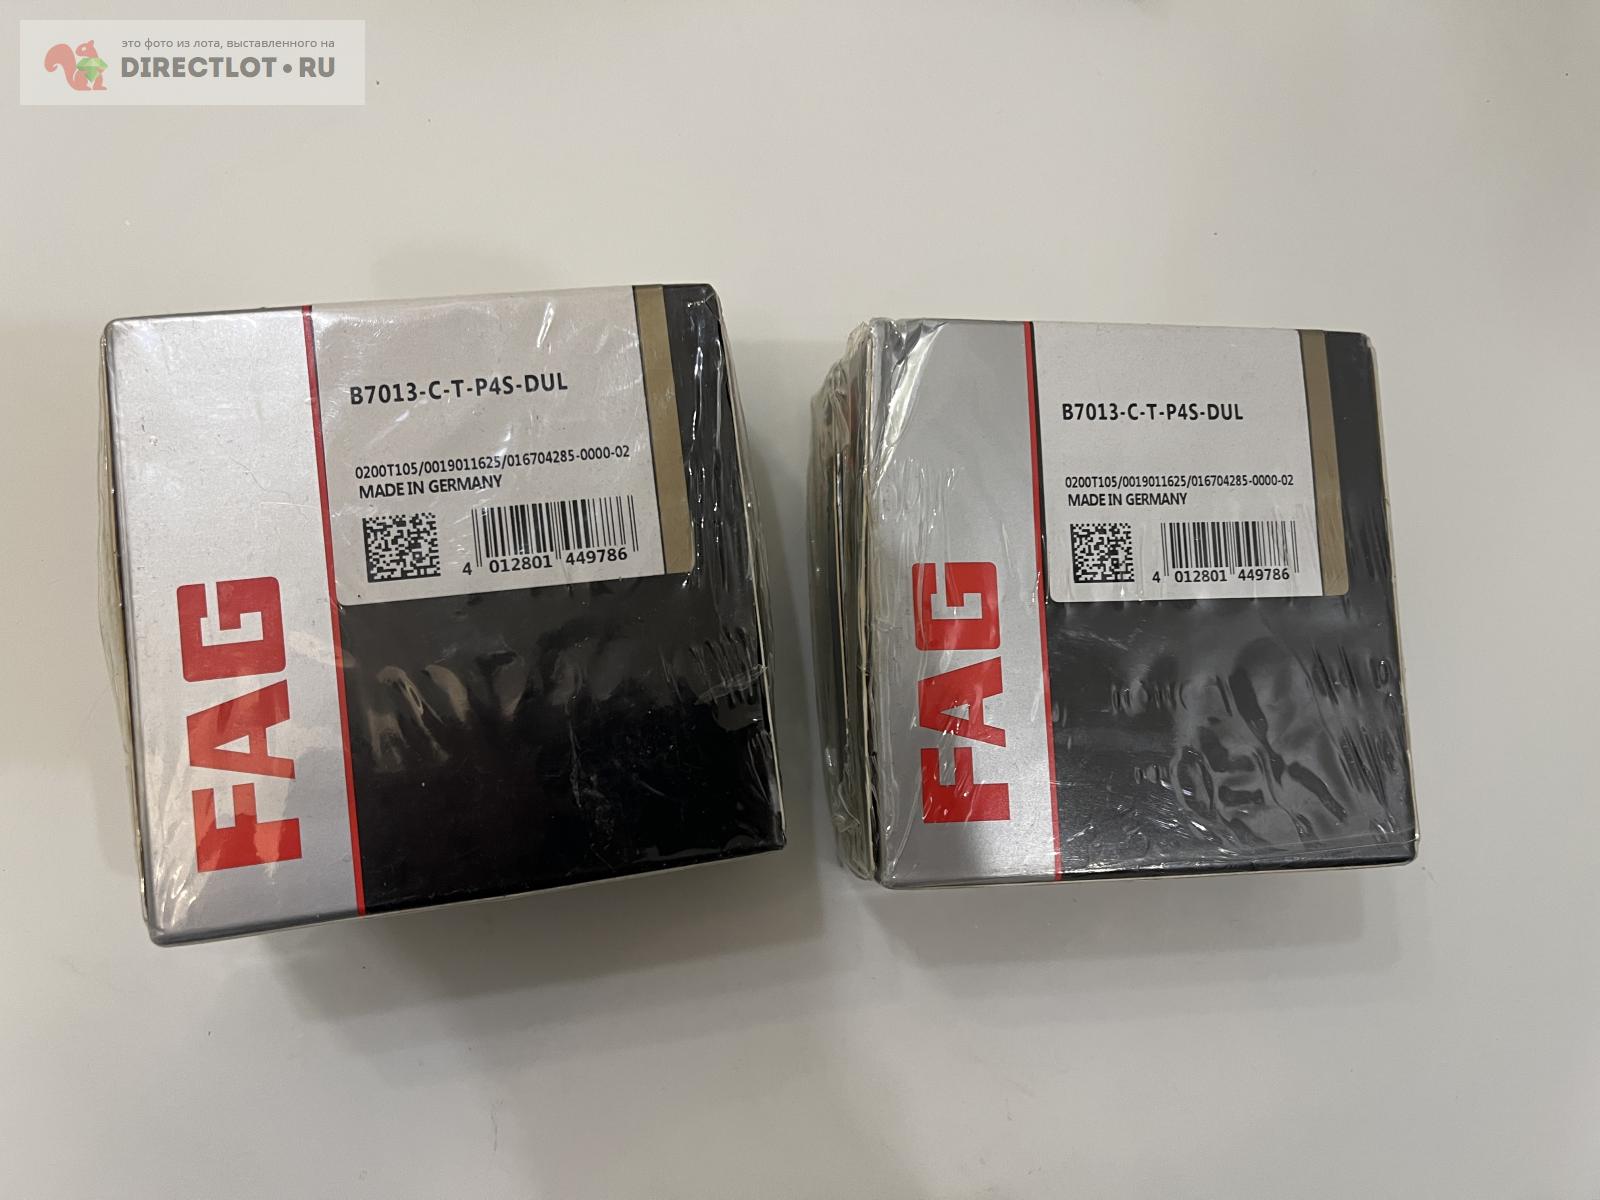 это фото из лота, выставленного на
DIRECTLOT•RU
B7013-C-T-P4S-DUL
0200T105/0019011625/016704285-0000-02
MADE IN GERMANY
4 012801 449786
FAG
B7013-C-T-P4S-DUL
0200T105/0019011625/016704285-0000-02
MADE IN GERMANY
4 012801 449786
FAG